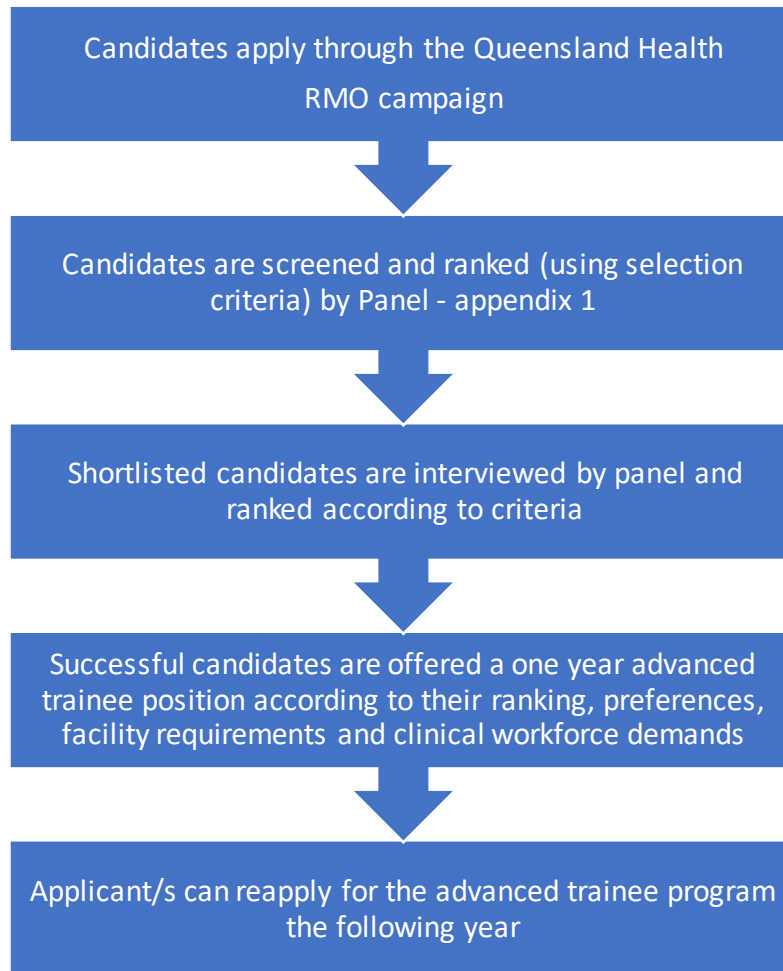 Candidates apply through the Queensland Health
RMO campaign
Candidates are screened and ranked (using selection
criteria) by Panel - appendix 1
Shortlisted candidates are interviewed by panel and
ranked according to criteria
Successful candidates are offered a one year advanced
trainee position according to their ranking, preferences,
facility requirements and clinical workforce demands
Applicant/s can reapply for the advanced trainee program
the following year